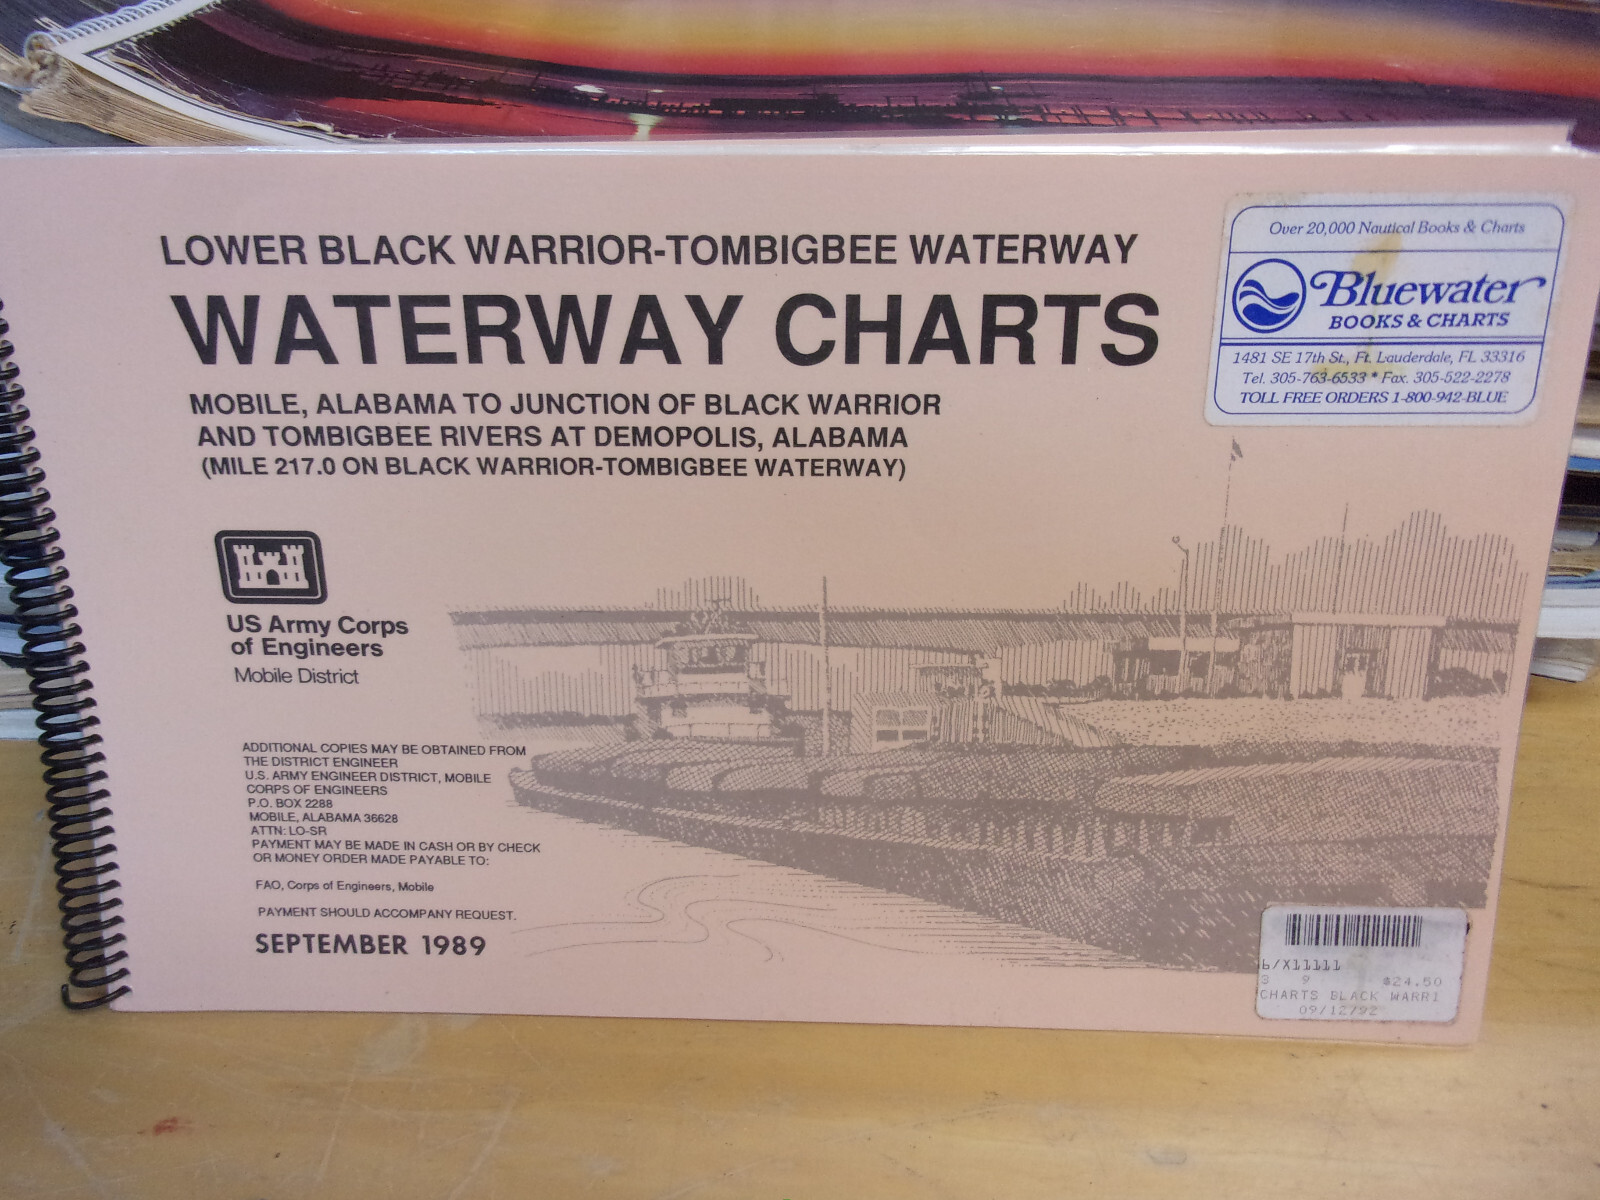 LOWER BLACK WARRIOR-TOMBIGBEE WATERWAY
WATERWAY CHARTS
MOBILE, ALABAMA TO JUNCTION OF BLACK WARRIOR
AND TOMBIGBEE RIVERS AT DEMOPOLIS, ALABAMA
(MILE 217.0 ON BLACK WARRIOR-TOMBIGBEE WATERWAY)
Over 20,000 Nautical Books & Charts
Bluewater
BOOKS & CHARTS
1481 SE 17th St., Ft. Lauderdale, FL 33316
Tel. 305-763-6533 * Fax. 305-522-2278
TOLL FREE ORDERS 1-800-942-BLUE
US Army Corps
of Engineers
Mobile District
ADDITIONAL COPIES MAY BE OBTAINED FROM
THE DISTRICT ENGINEER
U.S. ARMY ENGINEER DISTRICT, MOBILE
CORPS OF ENGINEERS
P.O. BOX 2288
MOBILE, ALABAMA 36628
ATTN: LO-SR
PAYMENT MAY BE MADE IN CASH OR BY CHECK
OR MONEY ORDER MADE PAYABLE TO:
FAO, Corps of Engineers, Mobile
PAYMENT SHOULD ACCOMPANY REQUEST.
SEPTEMBER 1989
6/X11111
3 9 $24.50
CHARTS BLACK WARRI
09/12/92